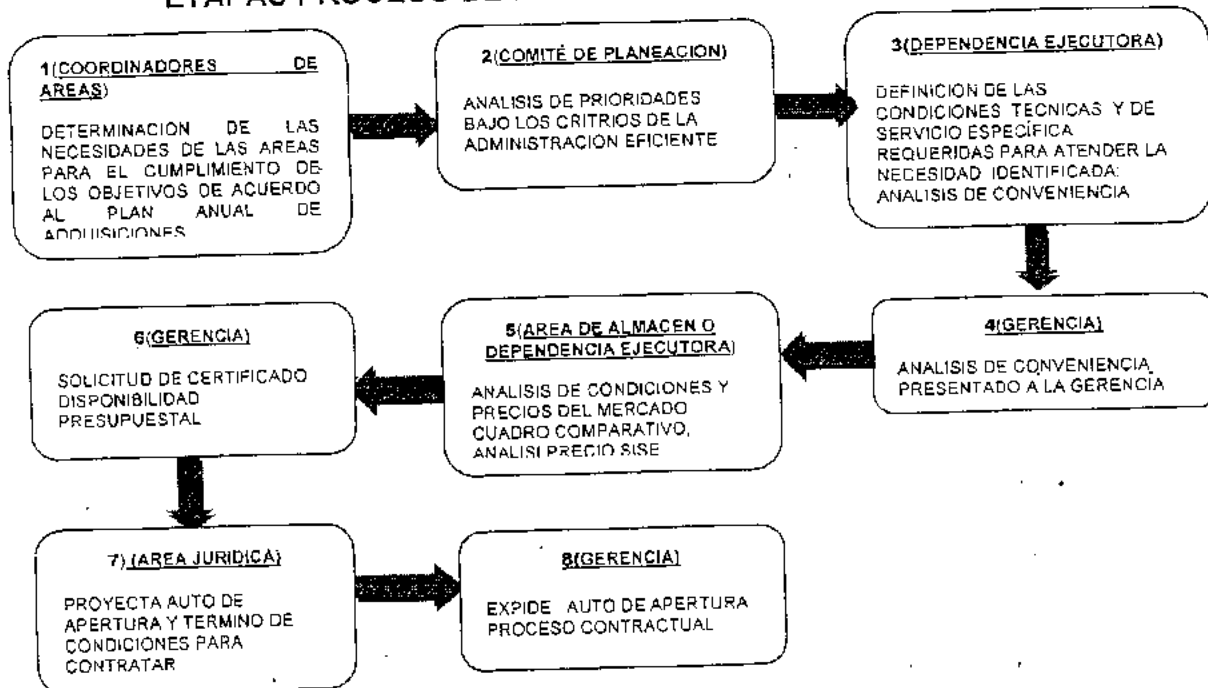 ETAPAS PROCESO DE
1(COORDINADORES DE
AREAS)
DETERMINACION DE LAS
NECESIDADES DE LAS AREAS
PARA EL CUMPLIMIENTO DE
LOS OBJETIVOS DE ACUERDO
AL PLAN ANUAL DE
ADQUISICIONES
2(COMITÉ DE PLANEACION)
ANALISIS DE PRIORIDADES
BAJO LOS CRITRIOS DE LA
ADMINISTRACION EFICIENTE
3(DEPENDENCIA EJECUTORA)
DEFINICION DE LAS
CONDICIONES TECNICAS Y DE
SERVICIO ESPECÍFICA
REQUERIDAS PARA ATENDER LA
NECESIDAD IDENTIFICADA:
ANALISIS DE CONVENIENCIA
4(GERENCIA)
ANALISIS DE CONVENIENCIA
PRESENTADO A LA GERENCIA
5(AREA DE ALMACEN O
DEPENDENCIA EJECUTORA)
ANALISIS DE CONDICIONES Y
PRECIOS DEL MERCADO
CUADRO COMPARATIVO,
ANALISI PRECIO SISE
6(GERENCIA)
SOLICITUD DE CERTIFICADO
DISPONIBILIDAD
PRESUPUESTAL
7) (AREA JURIDICA)
PROYECTA AUTO DE
APERTURA Y TERMINO DE
CONDICIONES PARA
CONTRATAR
8(GERENCIA)
EXPIDE AUTO DE APERTURA
PROCESO CONTRACTUAL